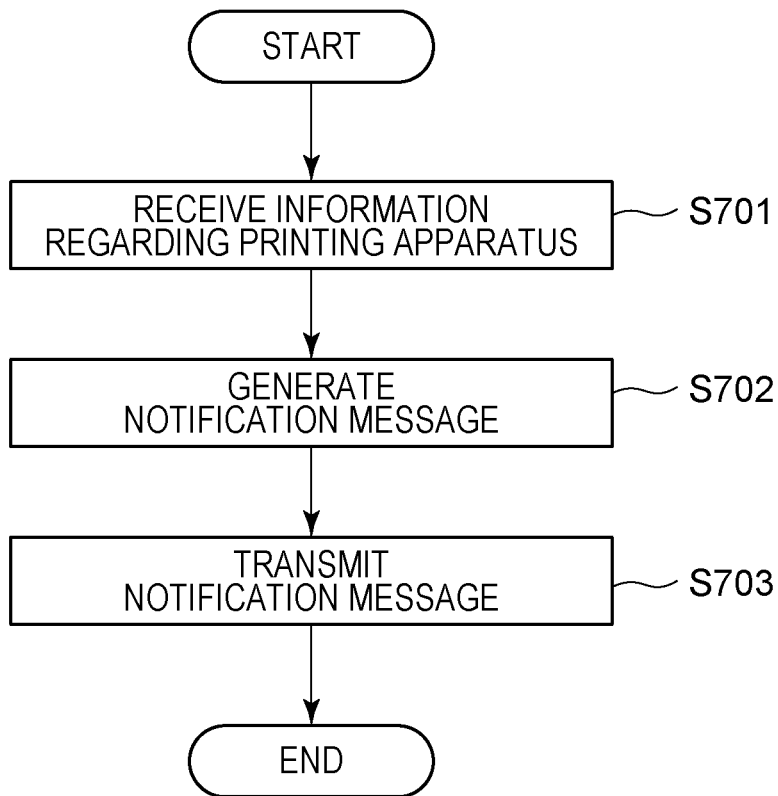 START
RECEIVE INFORMATION
REGARDING PRINTING APPARATUS
S701
GENERATE
NOTIFICATION MESSAGE
S702
TRANSMIT
NOTIFICATION MESSAGE
S703
END